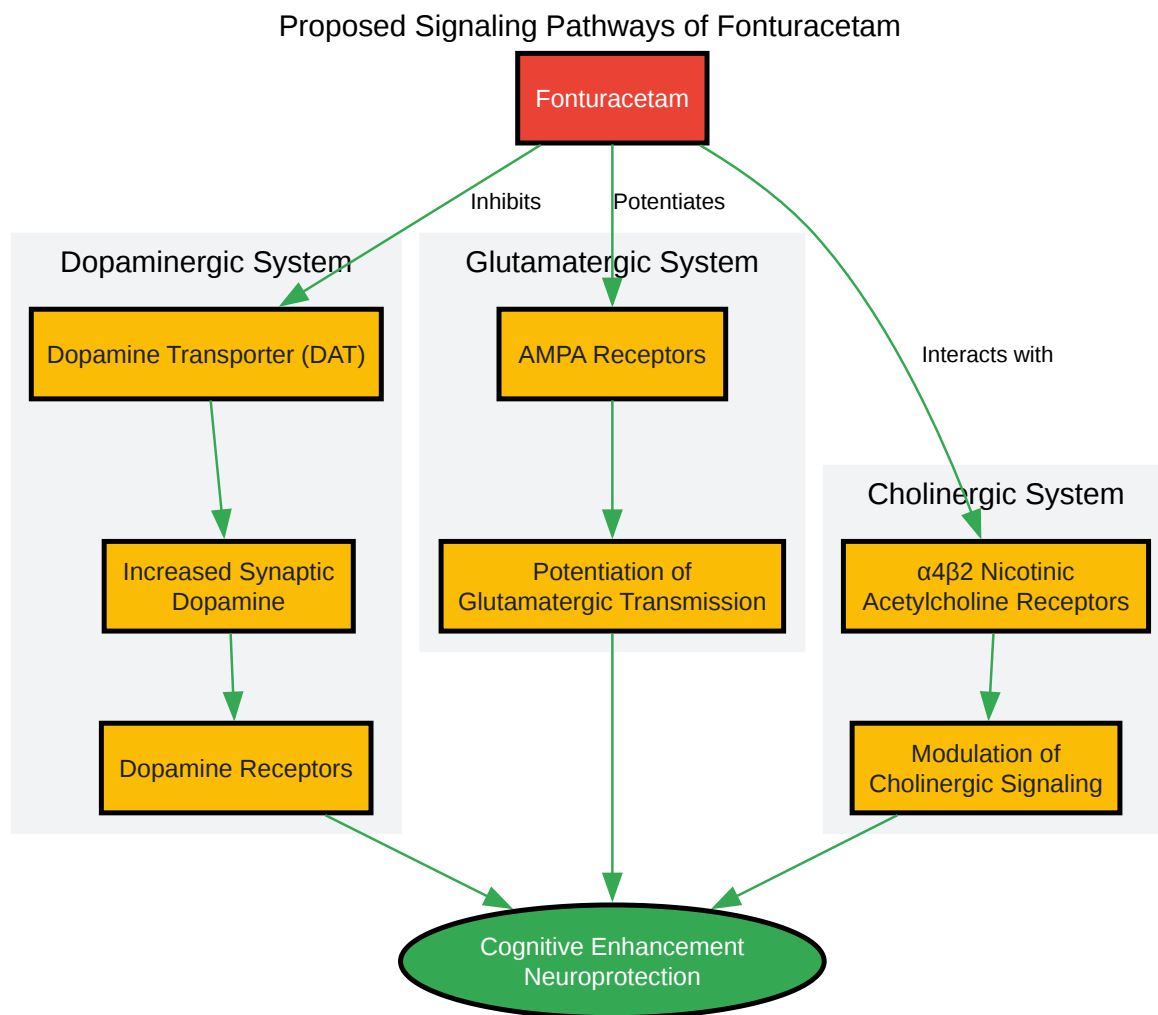 Proposed Signaling Pathways of Fonturacetam
Fonturacetam
Inhibits
Potentiates
Dopaminergic System
Glutamatergic System
Dopamine Transporter (DAT)
AMPA Receptors
Interacts with
Cholinergic System
Increased Synaptic
Dopamine
Potentiation of
Glutamatergic Transmission
α4β2 Nicotinic
Acetylcholine Receptors
Dopamine Receptors
Modulation of
Cholinergic Signaling
Cognitive Enhancement
Neuroprotection